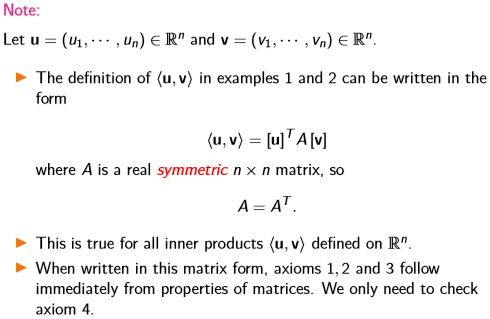 Note:
Let u = (u₁, ⋯ , uₙ) ∈ ℝⁿ and v = (v₁, ⋯ , vₙ) ∈ ℝⁿ.
▶ The definition of ⟨u, v⟩ in examples 1 and 2 can be written in the
form
⟨u, v⟩ = [u]ᵀ A [v]
where A is a real symmetric n × n matrix, so
A = Aᵀ.
▶ This is true for all inner products ⟨u, v⟩ defined on ℝⁿ.
▶ When written in this matrix form, axioms 1, 2 and 3 follow
immediately from properties of matrices. We only need to check
axiom 4.